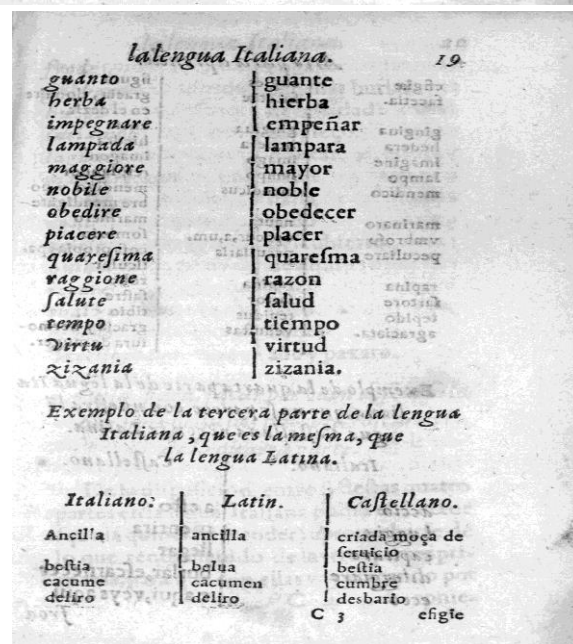 la lengua Italiana. 19
guanto guante
herba hierba
impegnare empeñar
lampada lampara
maggiore mayor
nobile noble
obedire obedecer
piacere placer
quareſima quareſma
raggione razon
ſalute ſalud
tempo tiempo
virtu virtud
zizania zizania.
Exemplo de la tercera parte de la lengua
Italiana, que es la meſma, que
la lengua Latina.
Italiano: Latin. Caſtellano.
Ancilla ancilla criada moça de
ſeruicio
beſtia belua beſtia
cacume cacumen cumbre
deliro deliro desbario
C 3 efigie